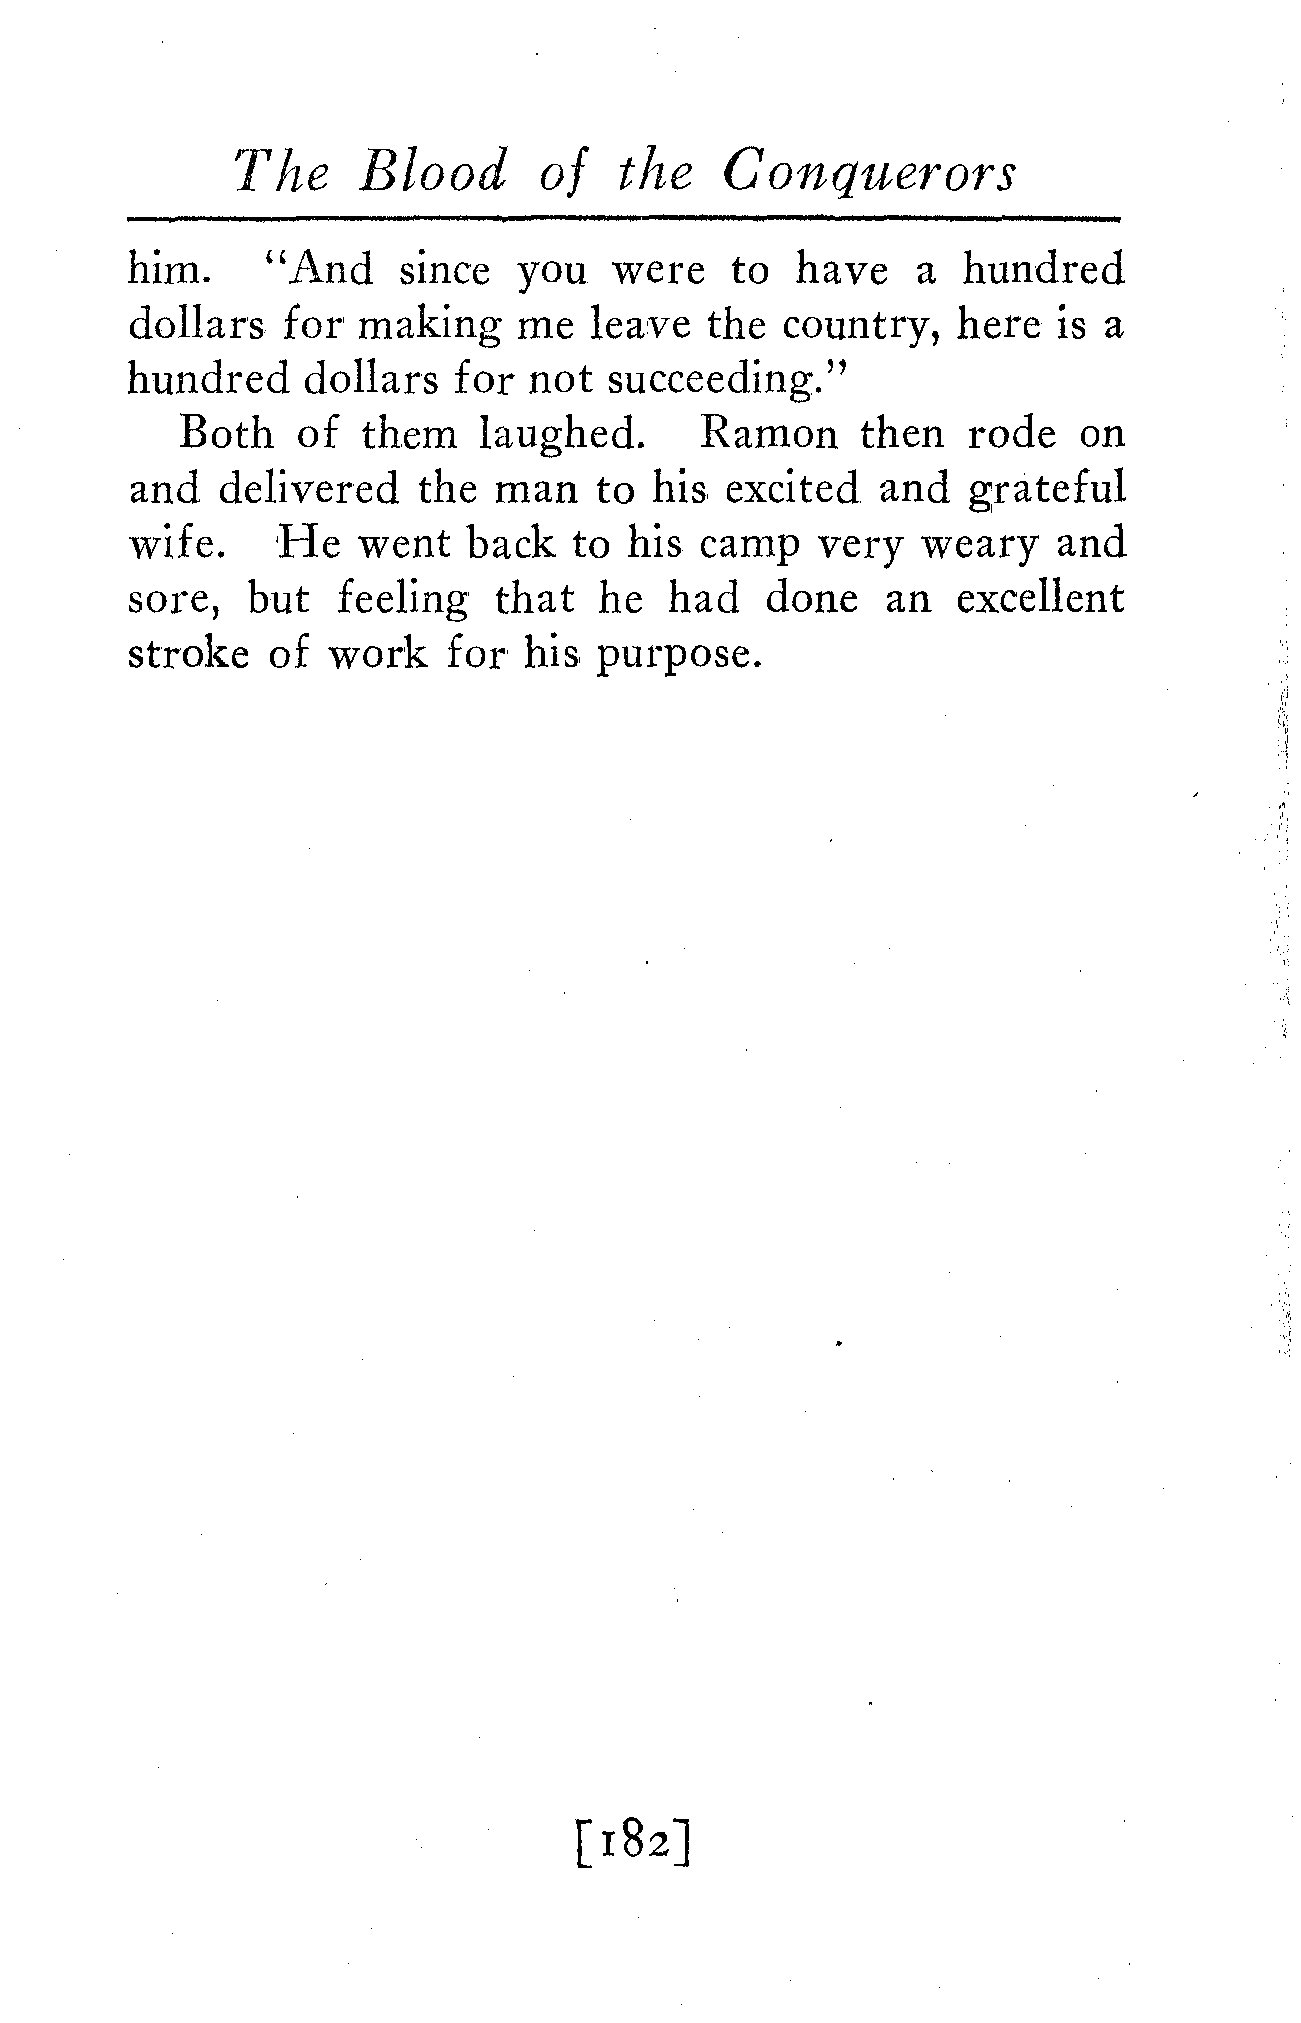 The Blood of the Conquerors
him. "And since you were to have a hundred
dollars for making me leave the country, here is a
hundred dollars for not succeeding."
Both of them laughed. Ramon then rode on
and delivered the man to his excited and grateful
wife. He went back to his camp very weary and
sore, but feeling that he had done an excellent
stroke of work for his purpose.
[182]